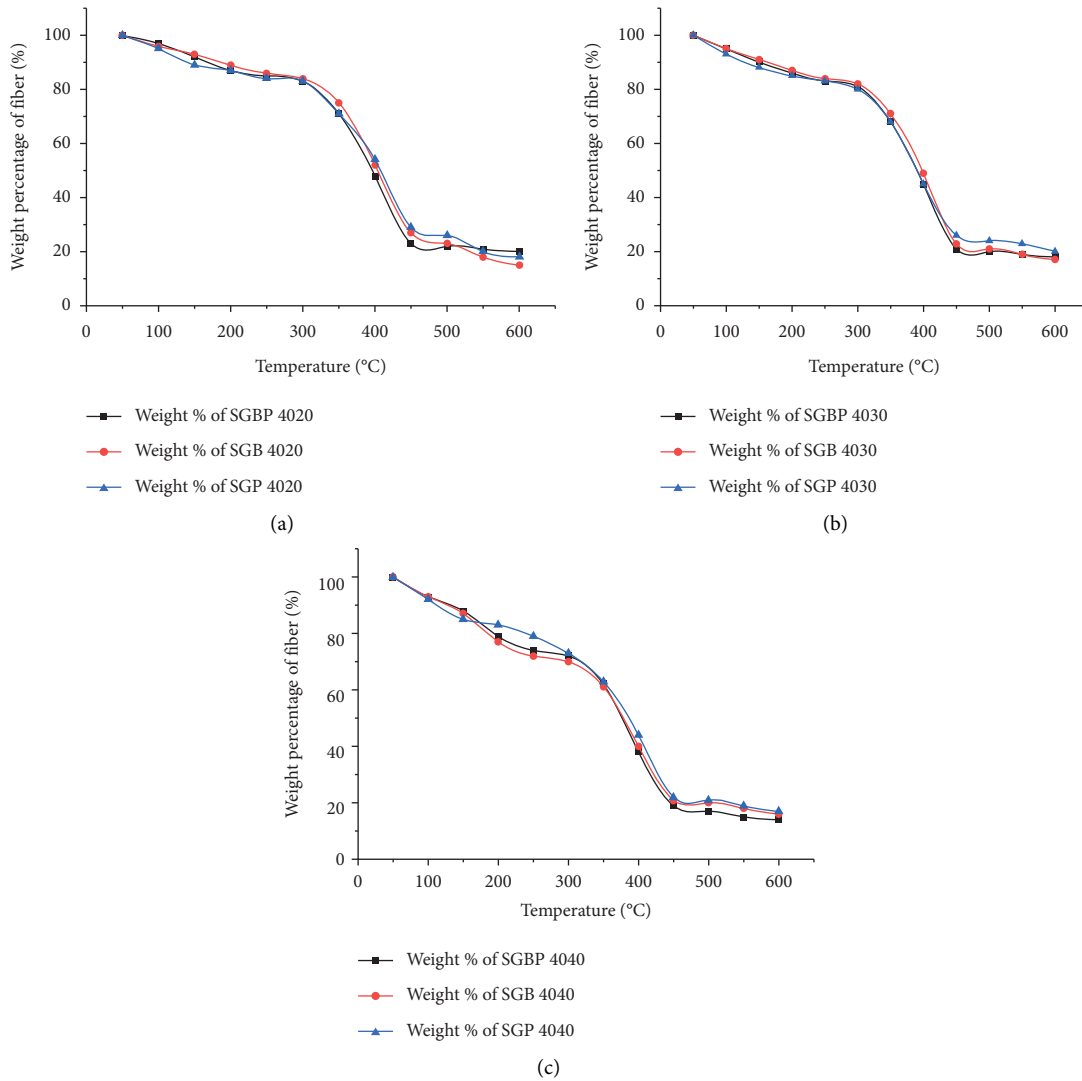 Weight percentage of fiber (%)
100
80
60
40
20
0
0 100 200 300 400 500 600
Temperature (°C)
Weight % of SGBP 4020
Weight % of SGB 4020
Weight % of SGP 4020
(a)
Weight percentage of fiber (%)
100
80
60
40
20
0
0 100 200 300 400 500 600
Temperature (°C)
Weight % of SGBP 4030
Weight % of SGB 4030
Weight % of SGP 4030
(b)
Weight percentage of fiber (%)
100
80
60
40
20
0
0 100 200 300 400 500 600
Temperature (°C)
Weight % of SGBP 4040
Weight % of SGB 4040
Weight % of SGP 4040
(c)